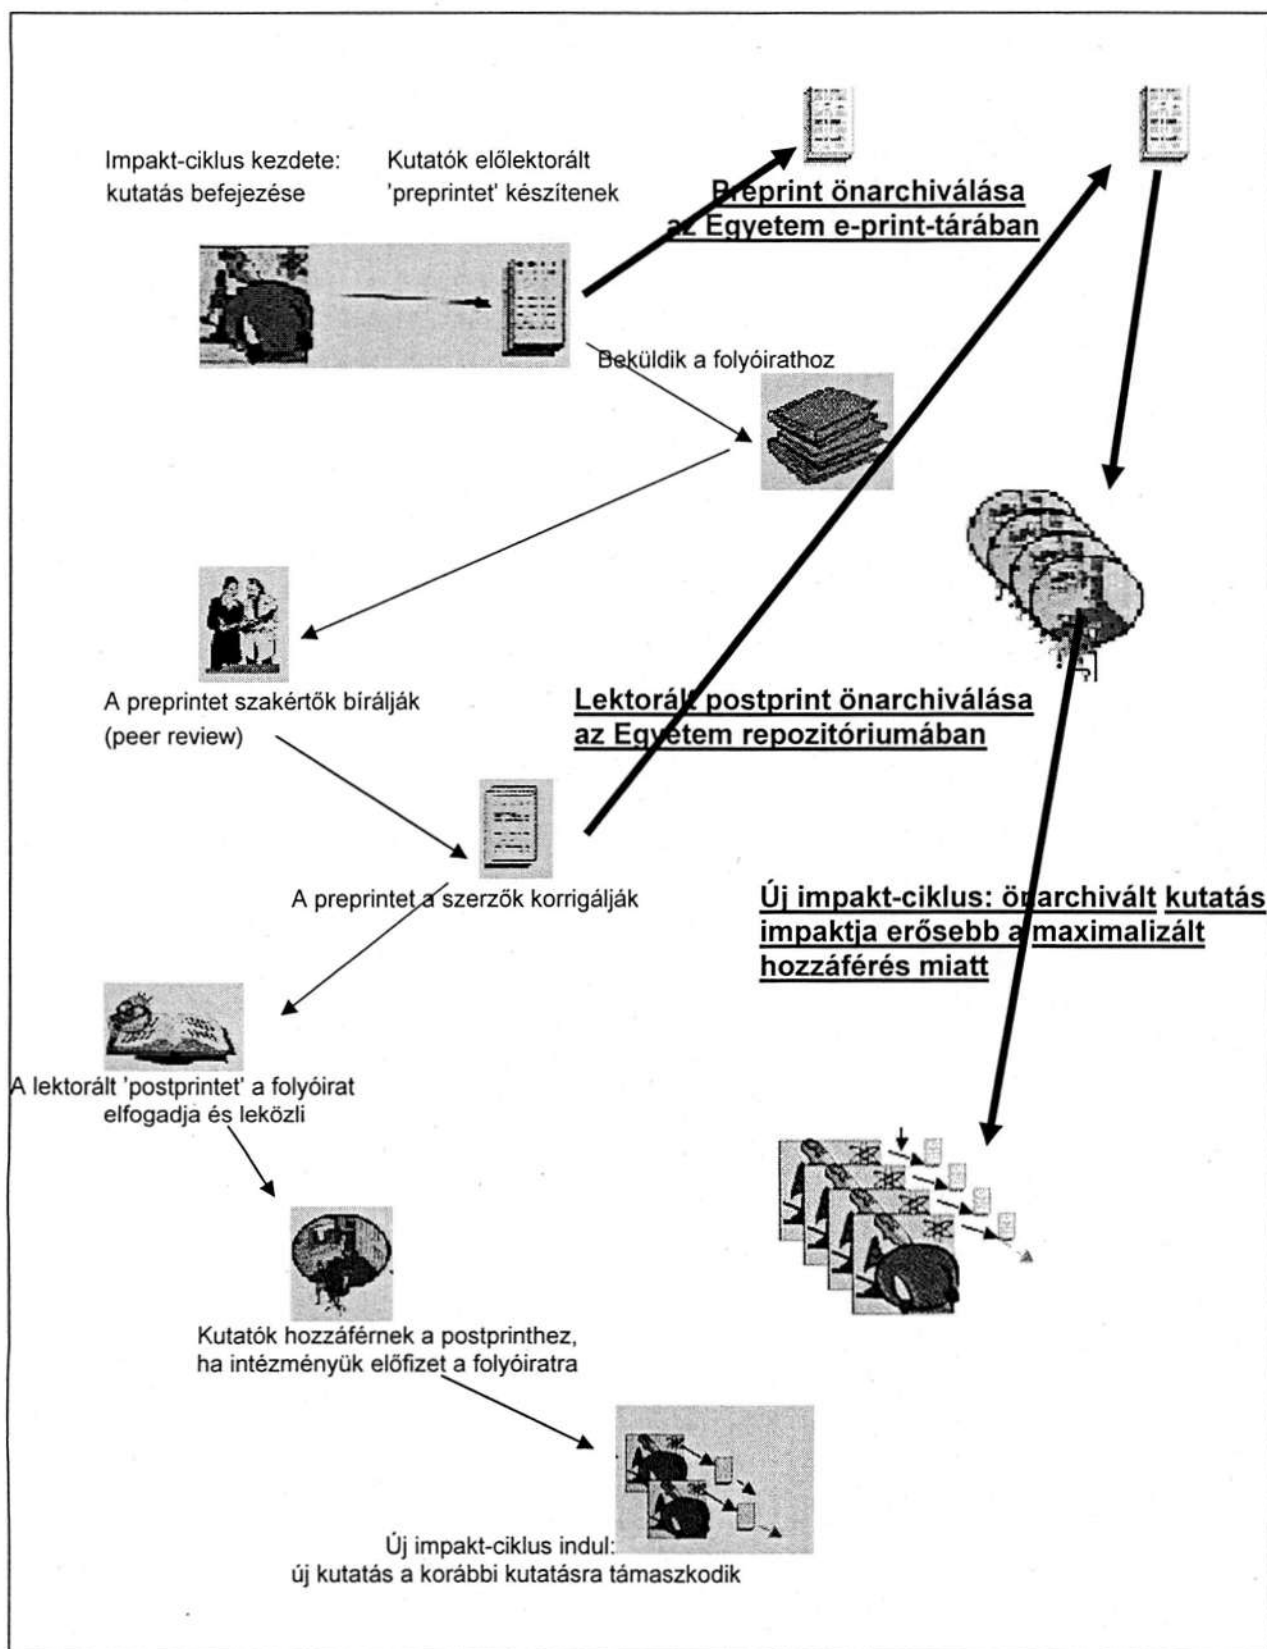 Impakt-ciklus kezdete:
kutatás befejezése
Kutatók előlektorált
'preprintet' készítenek
Preprint önarchiválása
az Egyetem e-print-tárában
Beküldik a folyóirathoz
A preprintet szakértők bírálják
(peer review)
Lektorált postprint önarchiválása
az Egyetem repozitóriumában
A preprintet a szerzők korrigálják
Új impakt-ciklus: önarchivált kutatás
impaktja erősebb a maximalizált
hozzáférés miatt
A lektorált 'postprintet' a folyóirat
elfogadja és leközli
Kutatók hozzáférnek a postprinthez,
ha intézményük előfizet a folyóiratra
Új impakt-ciklus indul:
új kutatás a korábbi kutatásra támaszkodik